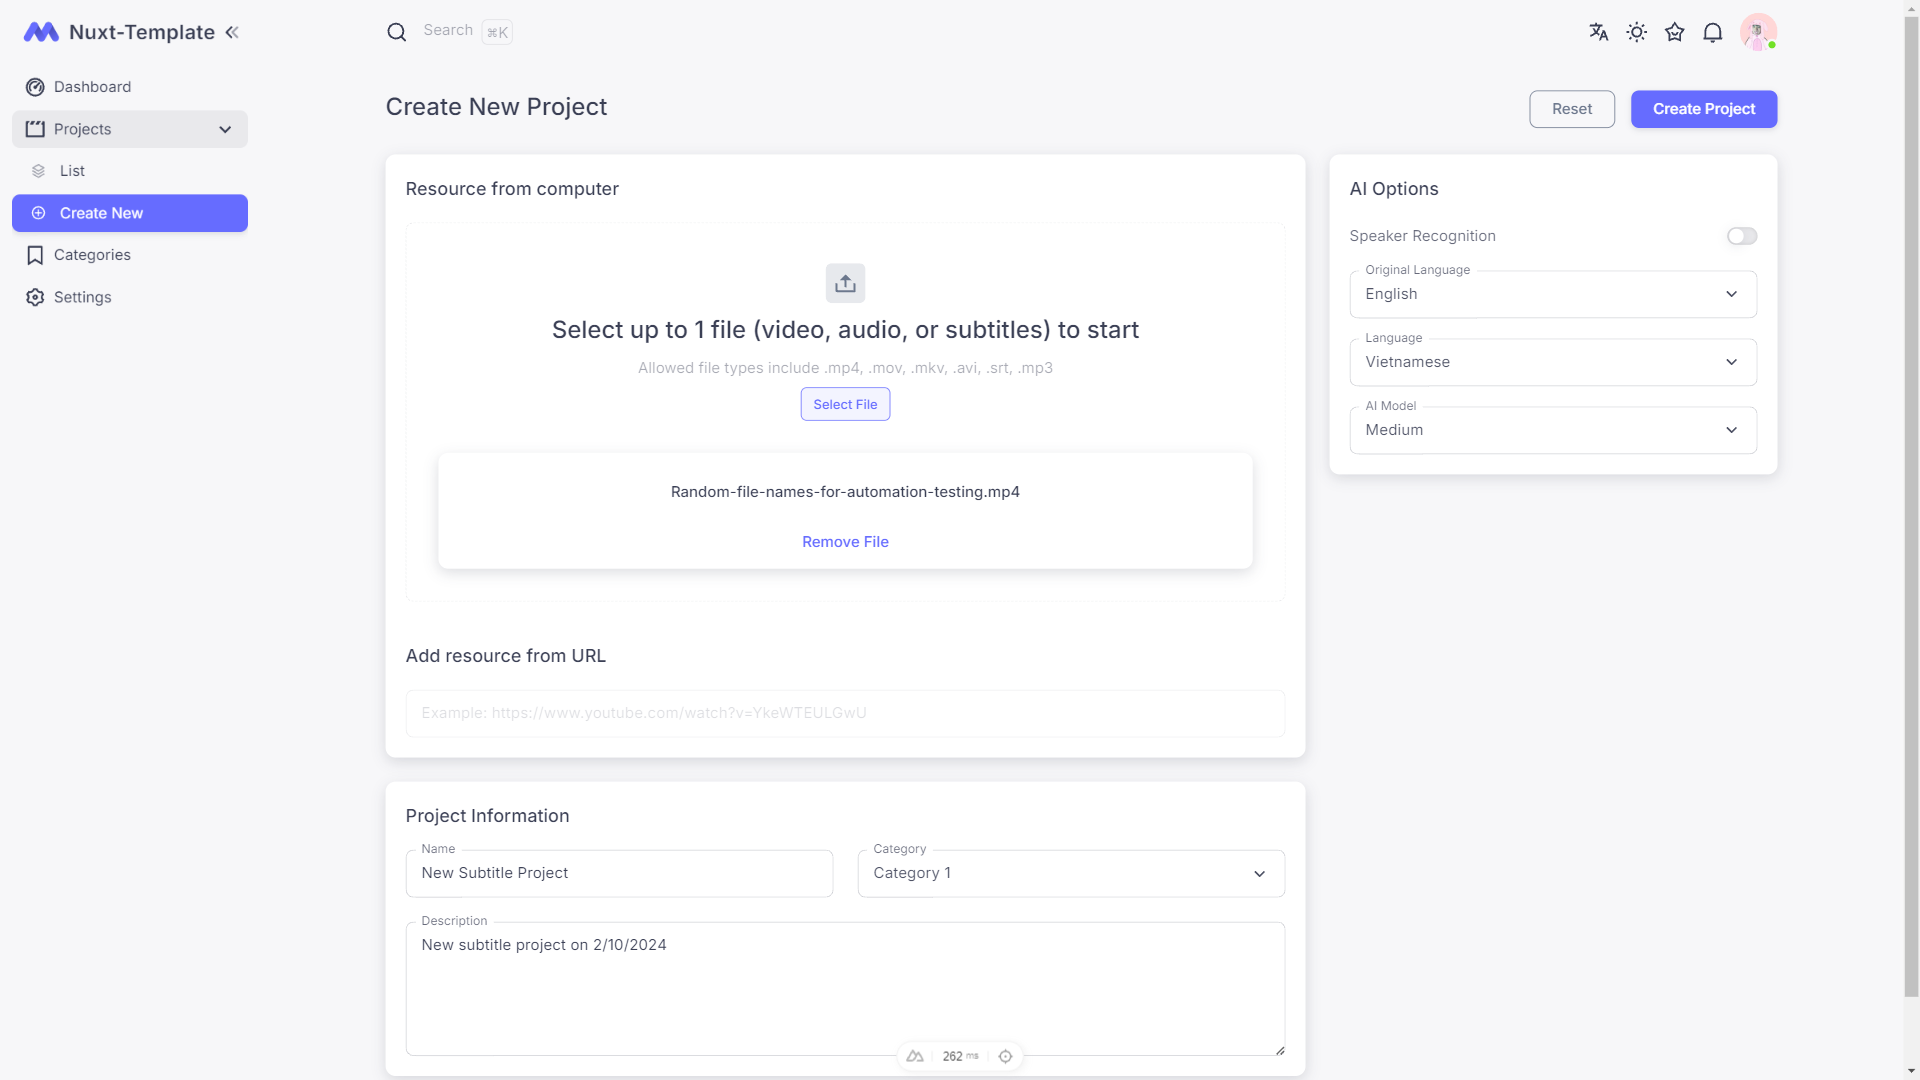 Nuxt-Template
Search ⌘K
Dashboard
Projects
List
Create New
Categories
Settings
Create New Project
Reset
Create Project
Resource from computer
Select up to 1 file (video, audio, or subtitles) to start
Allowed file types include .mp4, .mov, .mkv, .avi, .srt, .mp3
Select File
Random-file-names-for-automation-testing.mp4
Remove File
Add resource from URL
Example: https://www.youtube.com/watch?v=YkeWTEULGwU
AI Options
Speaker Recognition
Original Language
English
Language
Vietnamese
AI Model
Medium
Project Information
Name
New Subtitle Project
Category
Category 1
Description
New subtitle project on 2/10/2024
262 ms